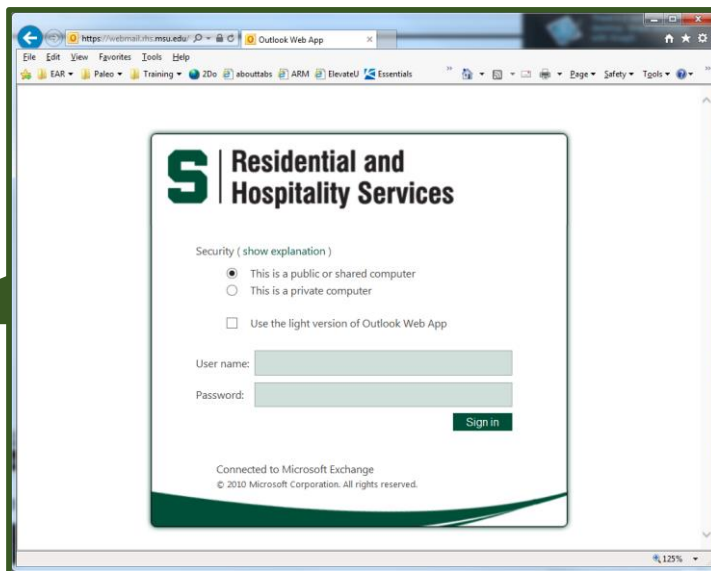 https://webmail.rhs.msu.edu/
Outlook Web App
File Edit View Favorites Tools Help
EAR Paleo Training 2Do abouttabs ARM ElevateU Essentials Page Safety Tools
S Residential and
Hospitality Services
Security ( show explanation )
This is a public or shared computer
This is a private computer
Use the light version of Outlook Web App
User name:
Password:
Sign in
Connected to Microsoft Exchange
© 2010 Microsoft Corporation. All rights reserved.
125%